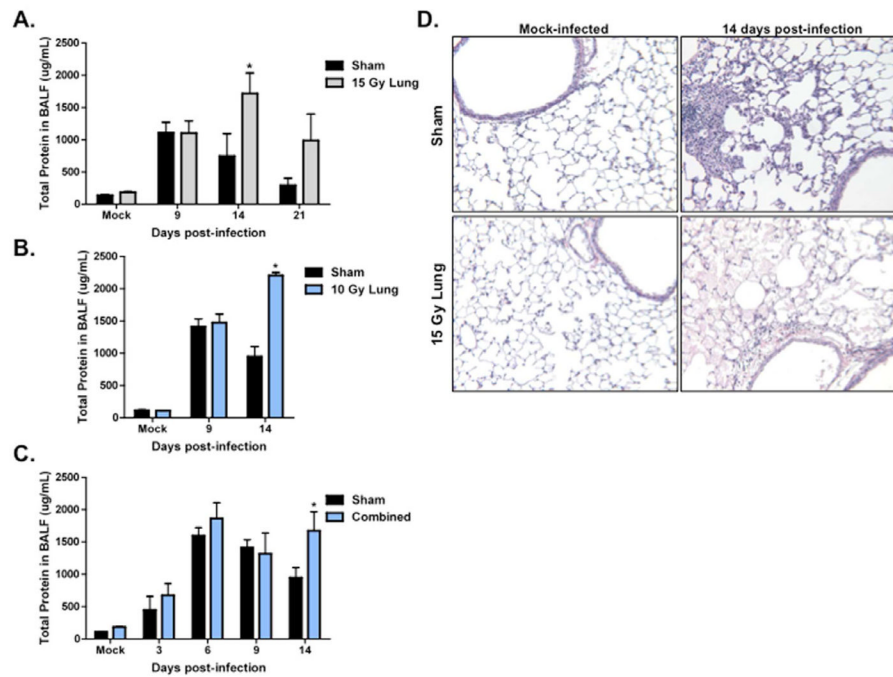 A.
Total Protein in BALF (ug/mL)
2500
2000
1500
1000
500
0
Mock
9
14
21
Days post-infection
*
Sham
15 Gy Lung
B.
Total Protein in BALF (ug/mL)
2500
2000
1500
1000
500
0
Mock
9
14
Days post-infection
*
Sham
10 Gy Lung
C.
Total Protein in BALF (ug/mL)
2500
2000
1500
1000
500
0
Mock
3
6
9
14
Days post-infection
*
Sham
Combined
D.
Mock-infected
14 days post-infection
Sham
15 Gy Lung